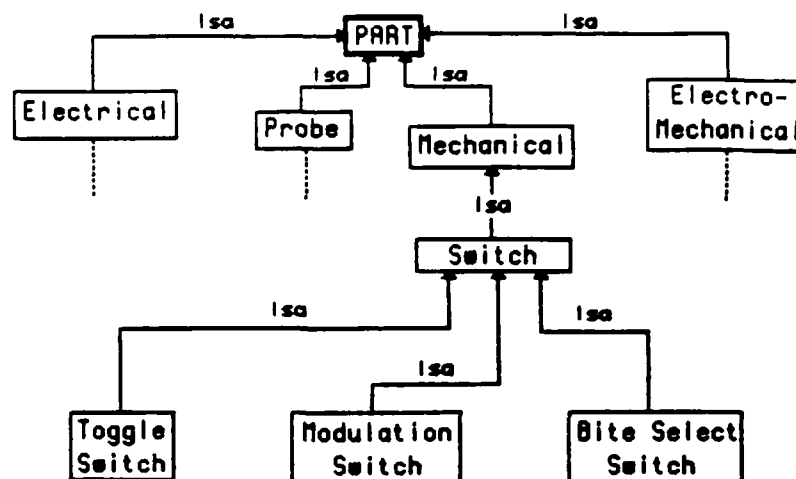 Isa
PART
Isa
Isa
Isa
Electrical
Probe
Mechanical
Electro-
Mechanical
Isa
Switch
Isa
Isa
Isa
Toggle
Switch
Modulation
Switch
Bite Select
Switch